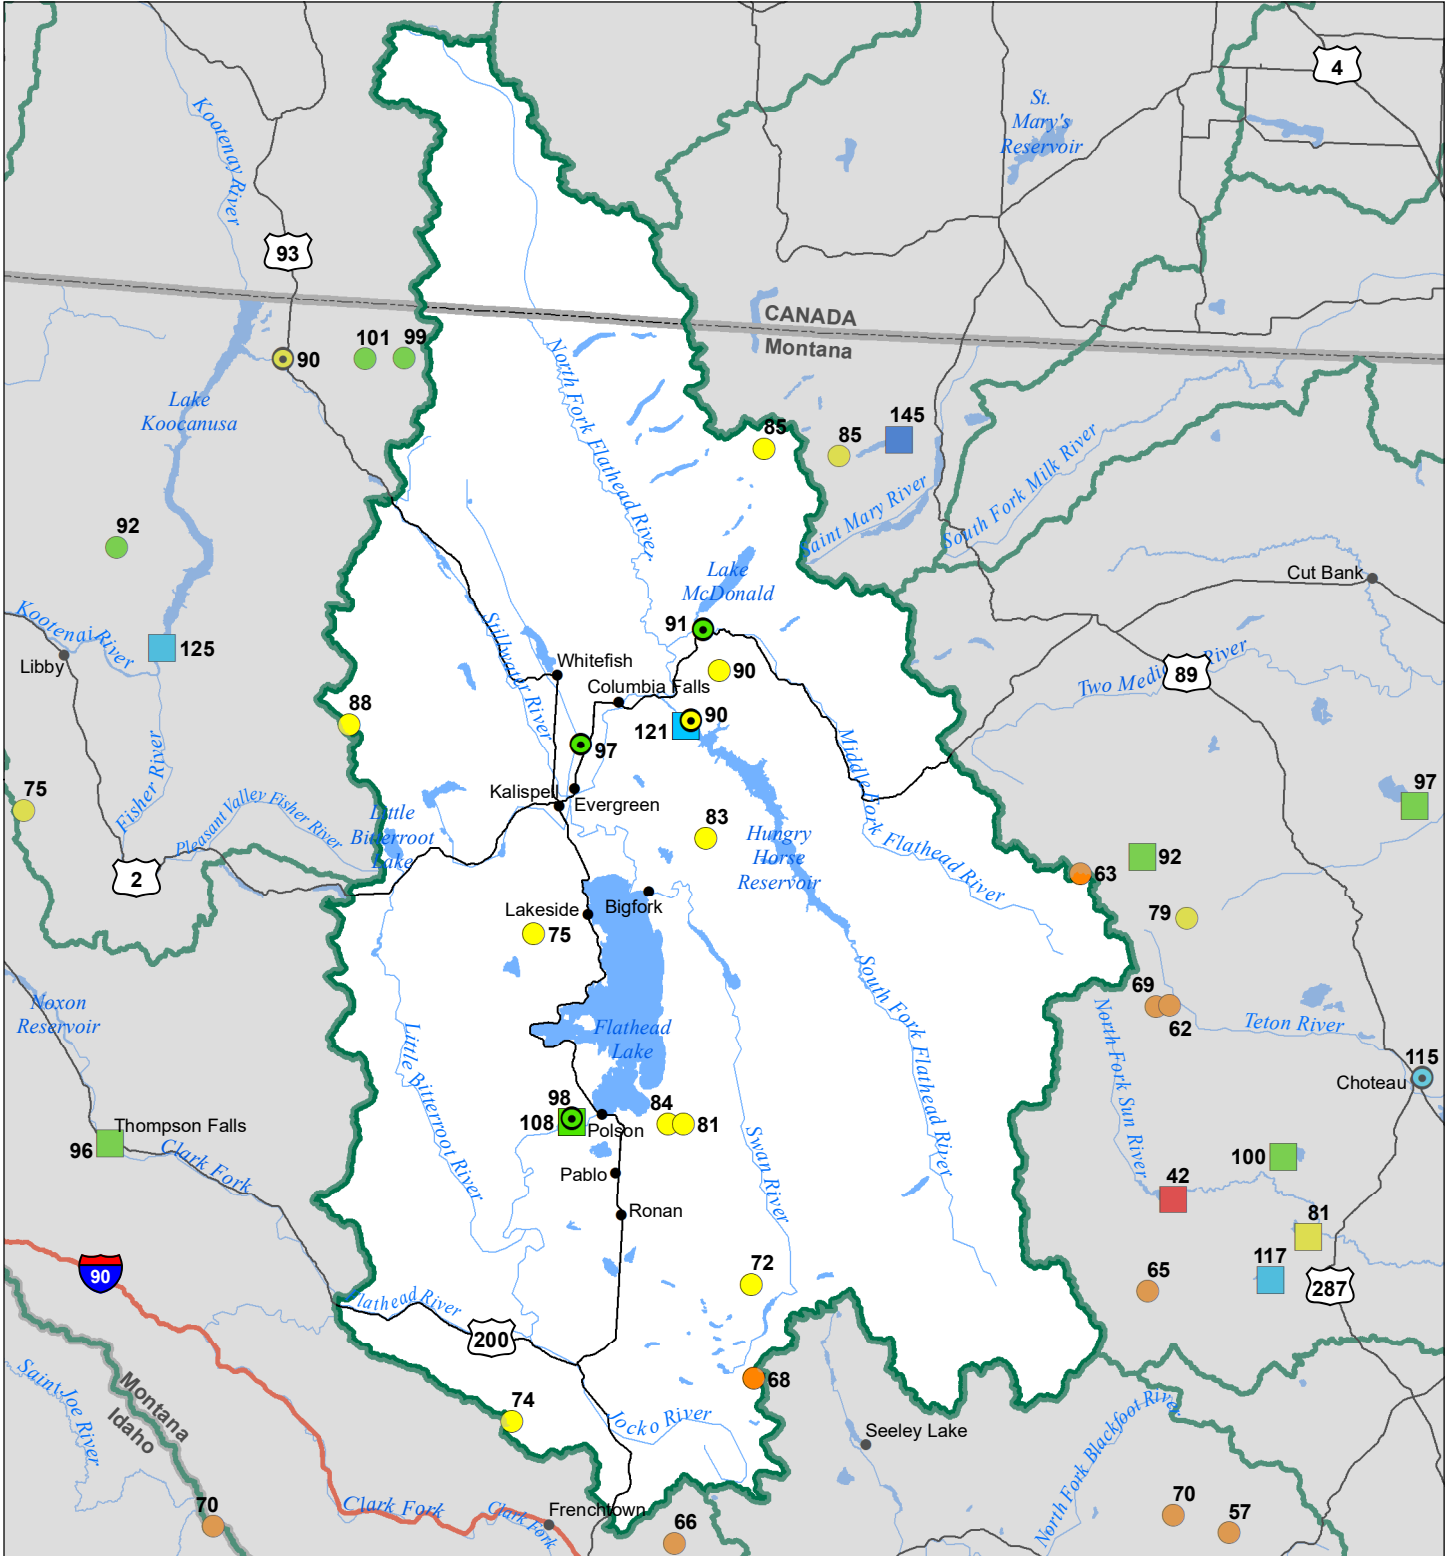 4
St.
Mary's
Reservoir
Kootenay River
93
CANADA
Montana
90
101
99
North Fork Flathead River
Lake
Koocanusa
85
85
145
South Fork Milk River
Saint Mary River
92
Cut Bank
Lake
McDonald
Kootenai River
Libby
125
91
Stillwater River
Whitefish
90
Columbia Falls
Two Medi
River
89
88
90
121
97
Middle Fork Flathead River
Fisher River
75
Kalispell
Evergreen
97
Pleasant Valley Fisher River
Little
Bitterroot
Lake
83
Hungry
Horse
Reservoir
92
2
63
Lakeside
Bigfork
79
75
South Fork Flathead River
Noxon
Reservoir
69
62
North Fork Sun River
Teton River
Little Bitterroot River
Flathead
Lake
115
Choteau
98
108
84
81
Polson
Thompson Falls
96
Clark Fork
Swan River
Pablo
100
42
Ronan
81
90
72
65
117
287
Flathead River
200
68
Montana
Idaho
Saint Joe River
74
Jocko River
Seeley Lake
North Fork Blackfoot River
70
Clark Fork
Clark Fork
Frenchtown
66
70
57